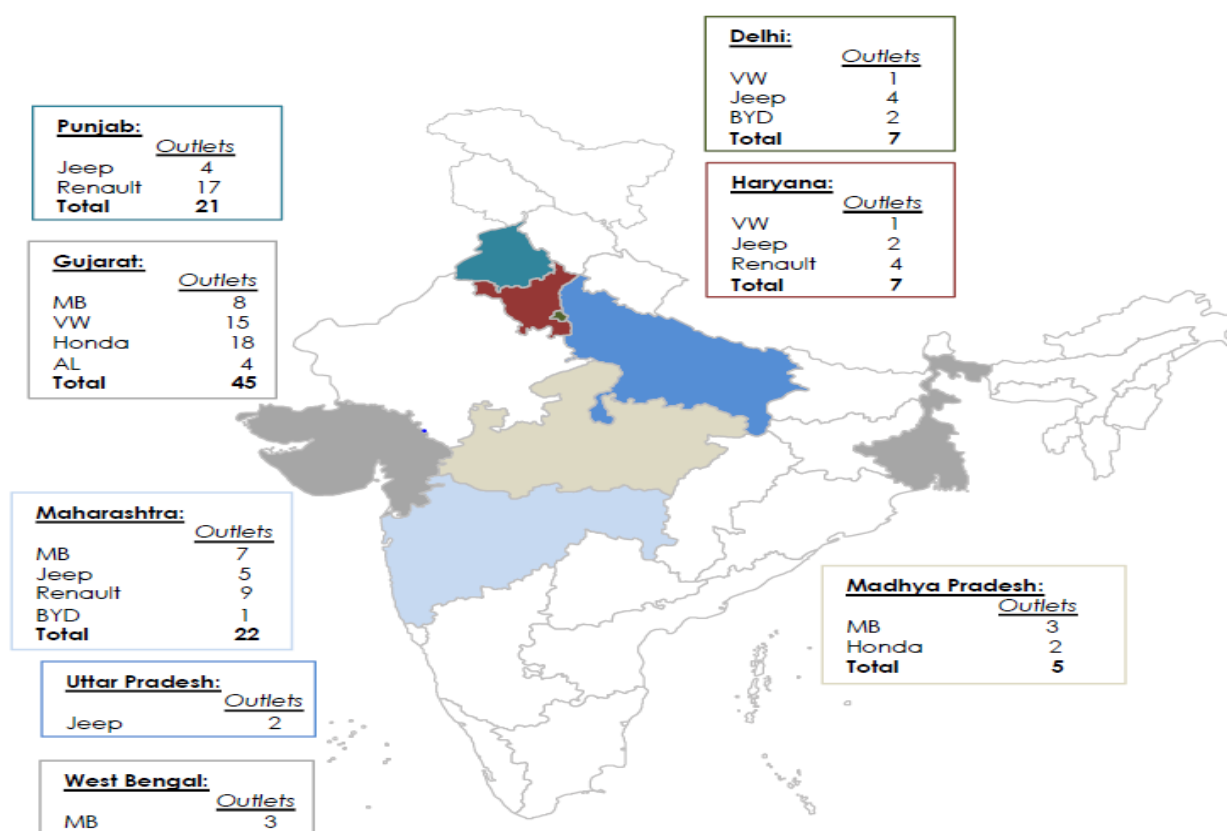 Delhi:
Outlets
VW 1
Jeep 4
BYD 2
Total 7
Punjab:
Outlets
Jeep 4
Renault 17
Total 21
Haryana:
Outlets
VW 1
Jeep 2
Renault 4
Total 7
Gujarat:
Outlets
MB 8
VW 15
Honda 18
AL 4
Total 45
Maharashtra:
Outlets
MB 7
Jeep 5
Renault 9
BYD 1
Total 22
Madhya Pradesh:
Outlets
MB 3
Honda 2
Total 5
Uttar Pradesh:
Outlets
Jeep 2
West Bengal:
Outlets
MB 3